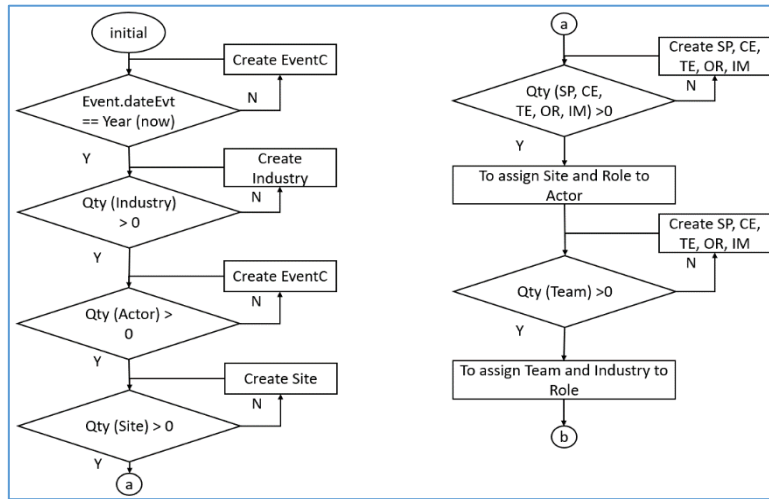 initial
Create EventC
Event.dateEvt
== Year (now)
N
Y
Create
Industry
Qty (Industry)
> 0
N
Y
Create EventC
Qty (Actor) >
0
N
Y
Create Site
Qty (Site) > 0
N
Y
a
a
Create SP, CE,
TE, OR, IM
Qty (SP, CE,
TE, OR, IM) >0
N
Y
To assign Site and Role to
Actor
Create SP, CE,
TE, OR, IM
Qty (Team) >0
N
Y
To assign Team and Industry to
Role
b